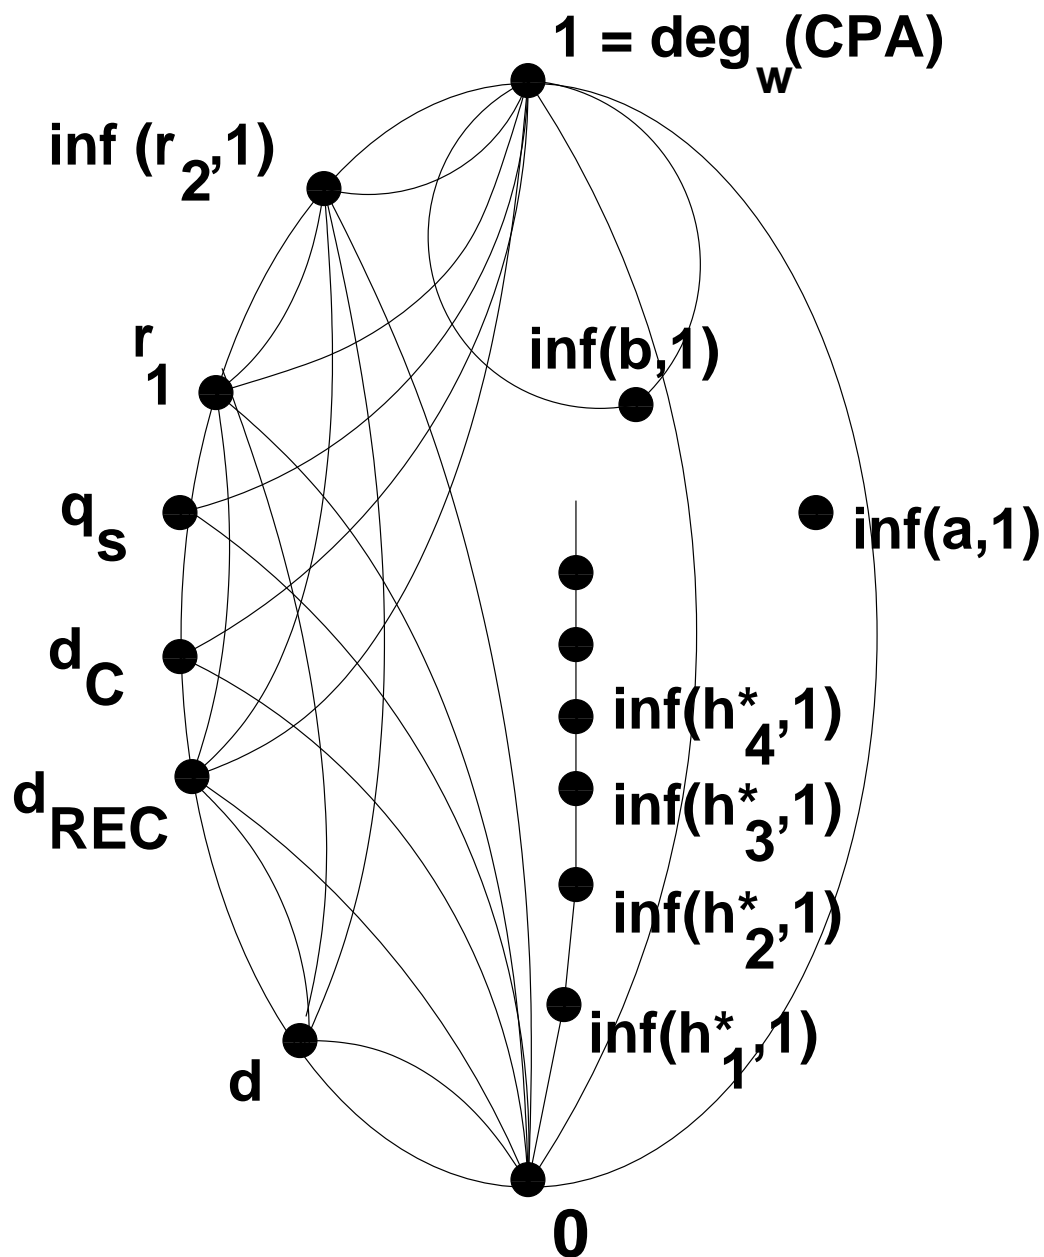 1 = deg_w(CPA)
inf (r_2,1)
r_1
inf(b,1)
q_s
inf(a,1)
d_C
inf(h*_4,1)
d_REC
inf(h*_3,1)
inf(h*_2,1)
inf(h*_1,1)
d
0